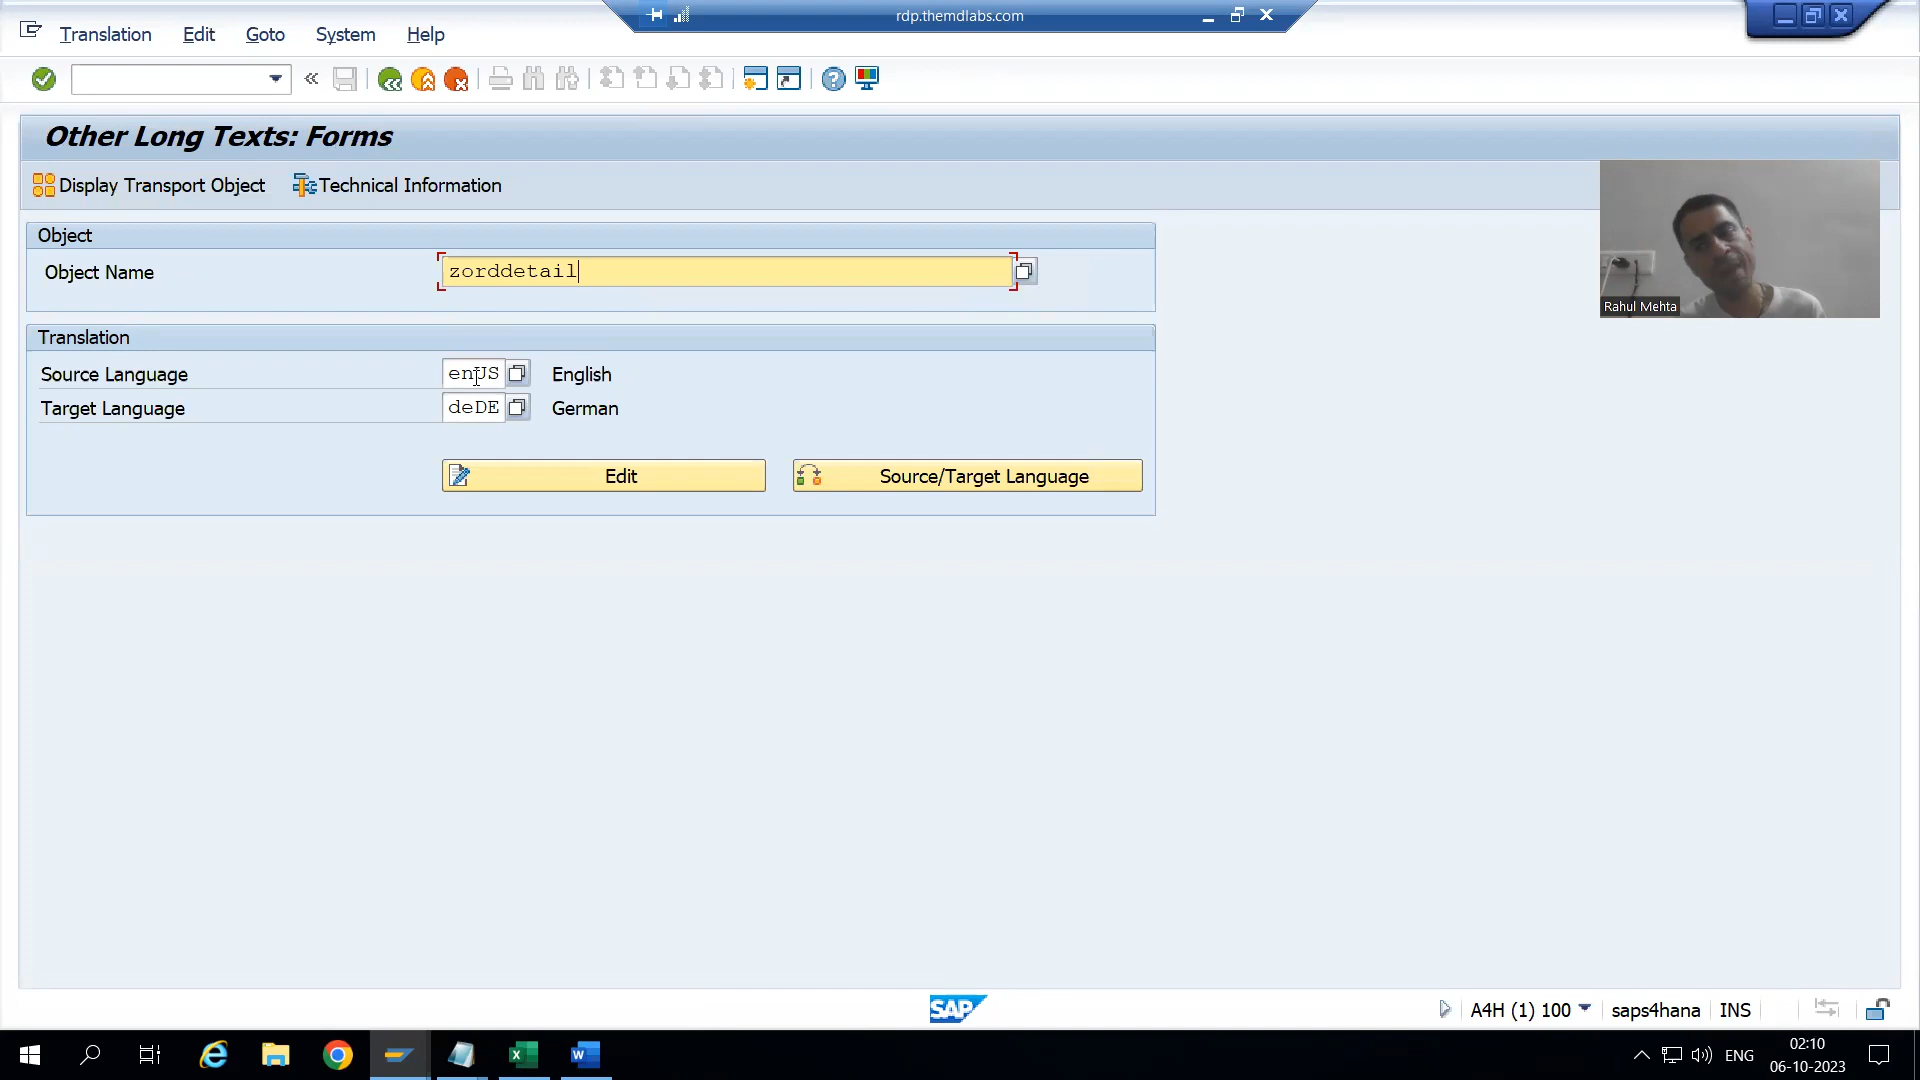 rdp.themdlabs.com
Translation Edit Goto System Help
Other Long Texts: Forms
Display Transport Object Technical Information
Object
Object Name zorddetail
Rahul Mehta
Translation
Source Language enUS English
Target Language deDE German
Edit Source/Target Language
SAP A4H (1) 100 saps4hana INS
ENG 02:10
06-10-2023